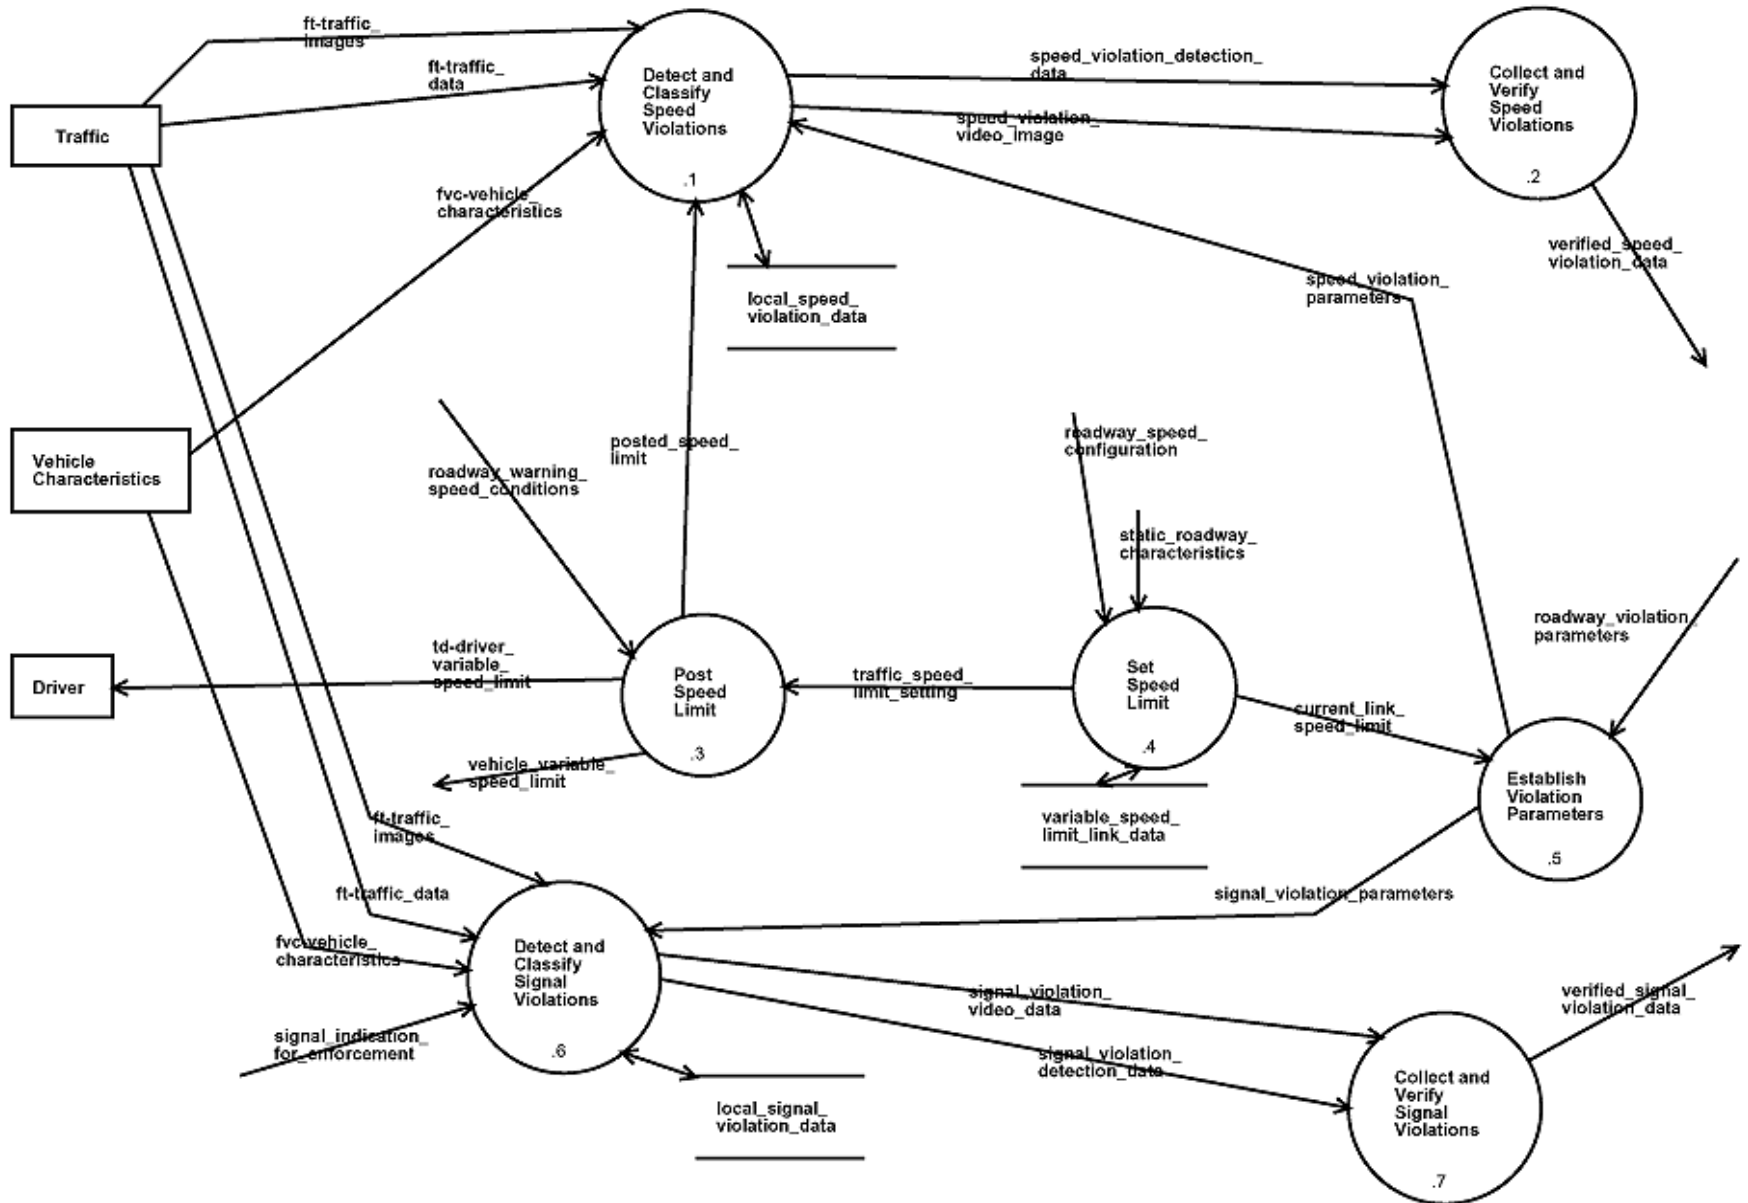 ft-traffic_
images
ft-traffic_
data
Traffic
Detect and
Classify
Speed
Violations
.1
speed_violation_detection_
data
speed_violation_
video_image
Collect and
Verify
Speed
Violations
.2
fvc-vehicle_
characteristics
verified_speed_
violation_data
speed_violation_
parameters
local_speed_
violation_data
Vehicle
Characteristics
roadway_warning_
speed_conditions
posted_speed_
limit
roadway_speed_
configuration
static_roadway_
characteristics
roadway_violation_
parameters
Driver
td-driver_
variable_
speed_limit
Post
Speed
Limit
.3
traffic_speed_
limit_setting
Set
Speed
Limit
.4
current_link_
speed_limit
vehicle_variable_
speed_limit
Establish
Violation
Parameters
.5
variable_speed_
limit_link_data
ft-traffic_
images
ft-traffic_data
signal_violation_parameters
fvc-vehicle_
characteristics
Detect and
Classify
Signal
Violations
.6
signal_violation_
video_data
verified_signal_
violation_data
signal_indication_
for_enforcement
signal_violation_
detection_data
local_signal_
violation_data
Collect and
Verify
Signal
Violations
.7